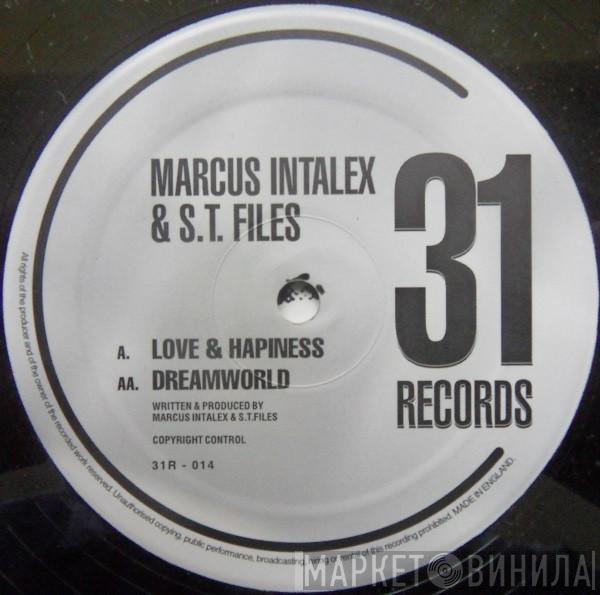 MARCUS INTALEX
& S.T. FILES
31
RECORDS
A. LOVE & HAPINESS
AA. DREAMWORLD
WRITTEN & PRODUCED BY
MARCUS INTALEX & S.T.FILES
COPYRIGHT CONTROL
31R - 014
All rights of the producer and of the owner of the recorded work reserved. Unauthorised copying, public performance, broadcasting, hiring or rental of this recording prohibited. MADE IN ENGLAND.
МАРКЕТ ВИНИЛА